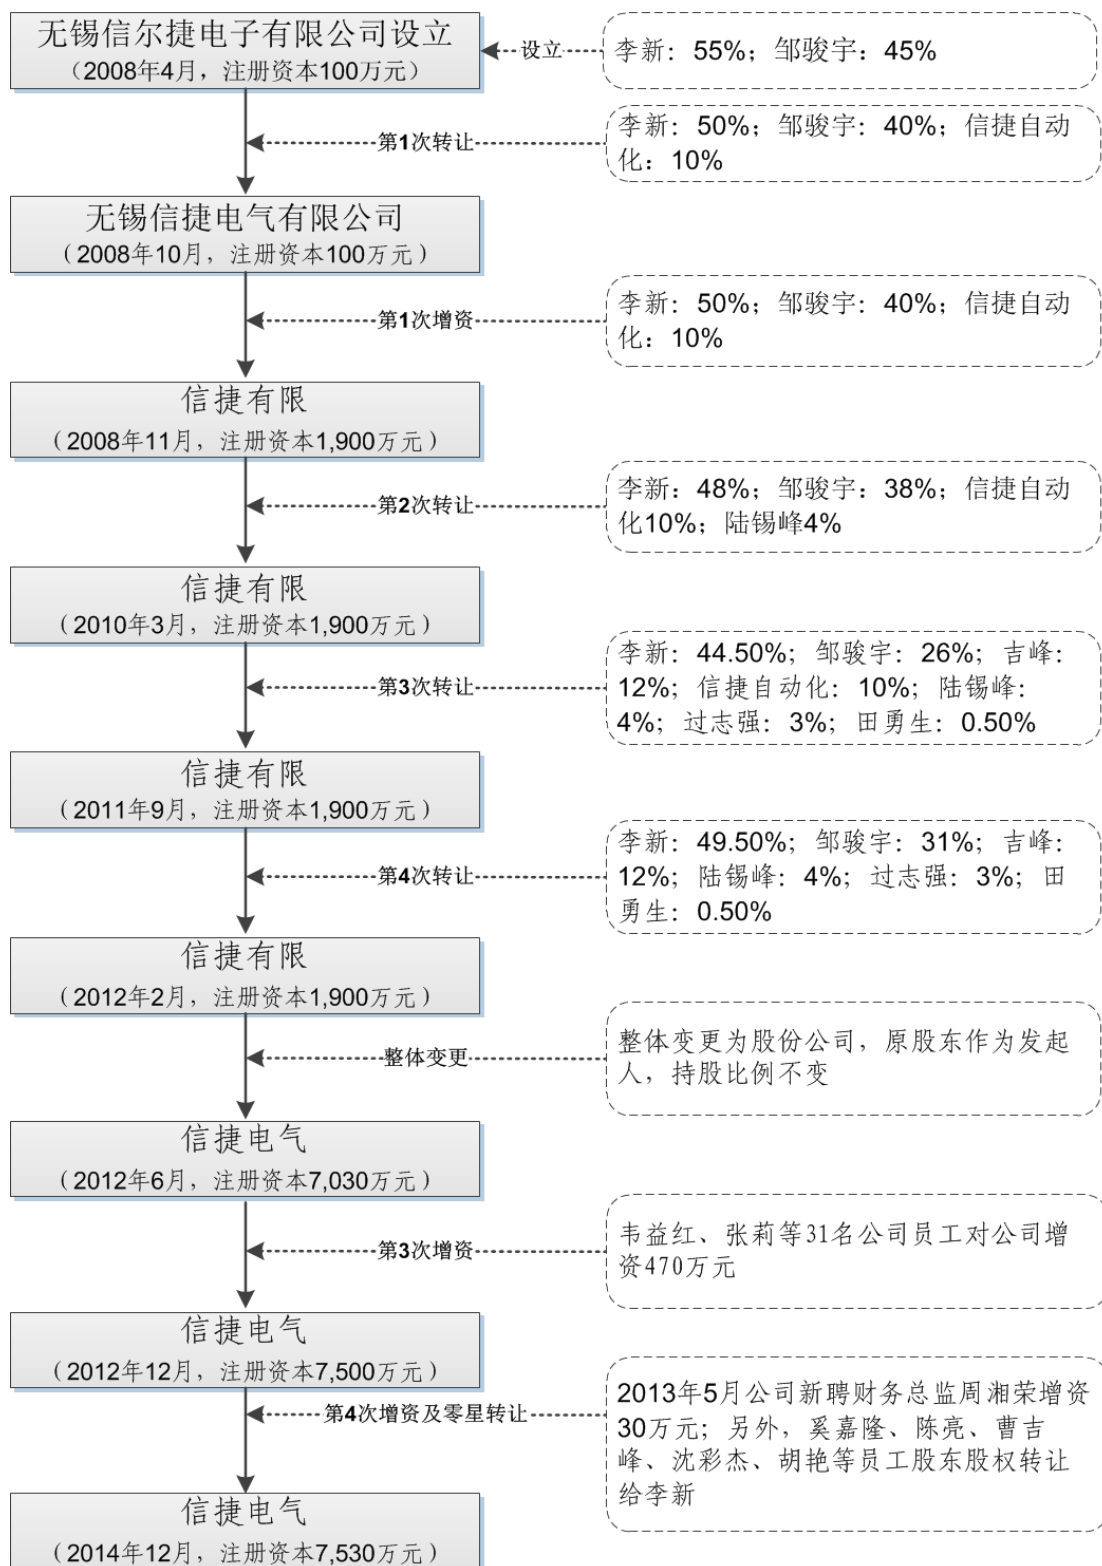 无锡信尔捷电子有限公司设立
（2008年4月，注册资本100万元）
设立
李新：55%；邹骏宇：45%
第1次转让
李新：50%；邹骏宇：40%；信捷自动
化：10%
无锡信捷电气有限公司
（2008年10月，注册资本100万元）
第1次增资
李新：50%；邹骏宇：40%；信捷自动
化：10%
信捷有限
（2008年11月，注册资本1,900万元）
第2次转让
李新：48%；邹骏宇：38%；信捷自动
化10%；陆锡峰4%
信捷有限
（2010年3月，注册资本1,900万元）
第3次转让
李新：44.50%；邹骏宇：26%；吉峰：
12%；信捷自动化：10%；陆锡峰：
4%；过志强：3%；田勇生：0.50%
信捷有限
（2011年9月，注册资本1,900万元）
第4次转让
李新：49.50%；邹骏宇：31%；吉峰：
12%；陆锡峰：4%；过志强：3%；田
勇生：0.50%
信捷有限
（2012年2月，注册资本1,900万元）
整体变更
整体变更为股份公司，原股东作为发起
人，持股比例不变
信捷电气
（2012年6月，注册资本7,030万元）
第3次增资
韦益红、张莉等31名公司员工对公司增
资470万元
信捷电气
（2012年12月，注册资本7,500万元）
第4次增资及零星转让
2013年5月公司新聘财务总监周湘荣增资
30万元；另外，奚嘉隆、陈亮、曹吉
峰、沈彩杰、胡艳等员工股东股权转让
给李新
信捷电气
（2014年12月，注册资本7,530万元）